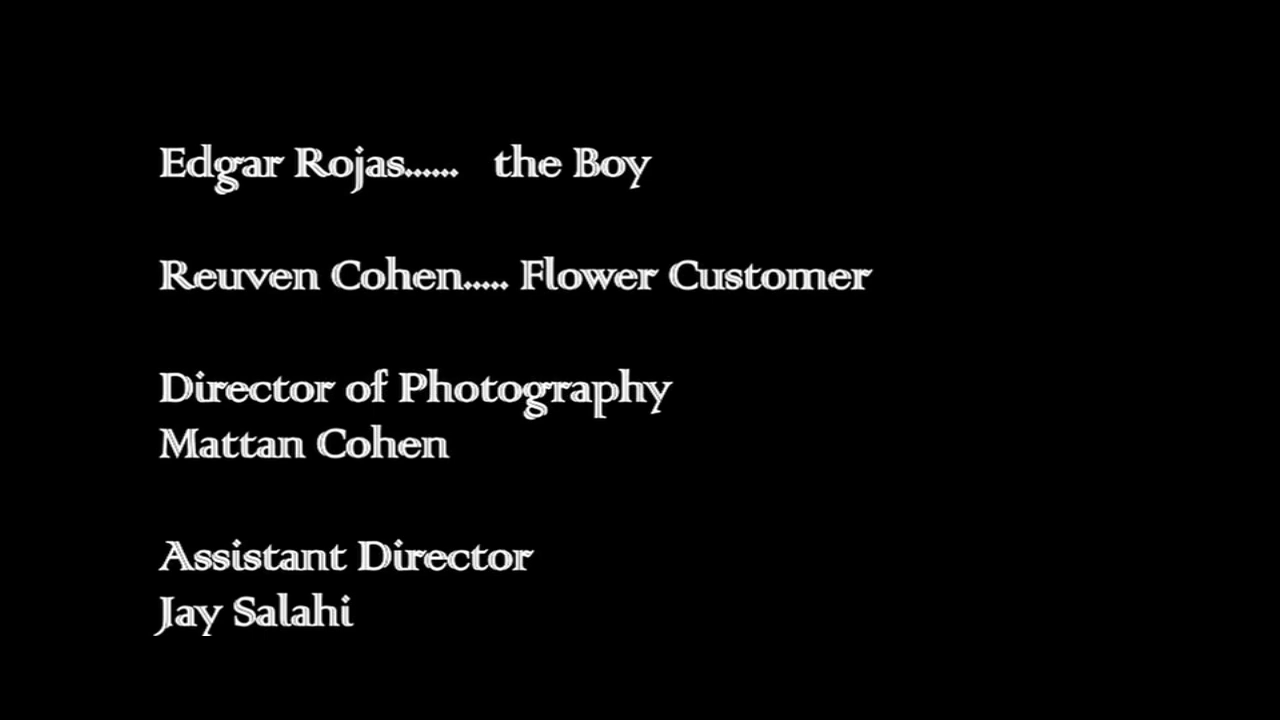 Edgar Rojas...... the Boy
Reuven Cohen..... Flower Customer
Director of Photography
Mattan Cohen
Assistant Director
Jay Salahi